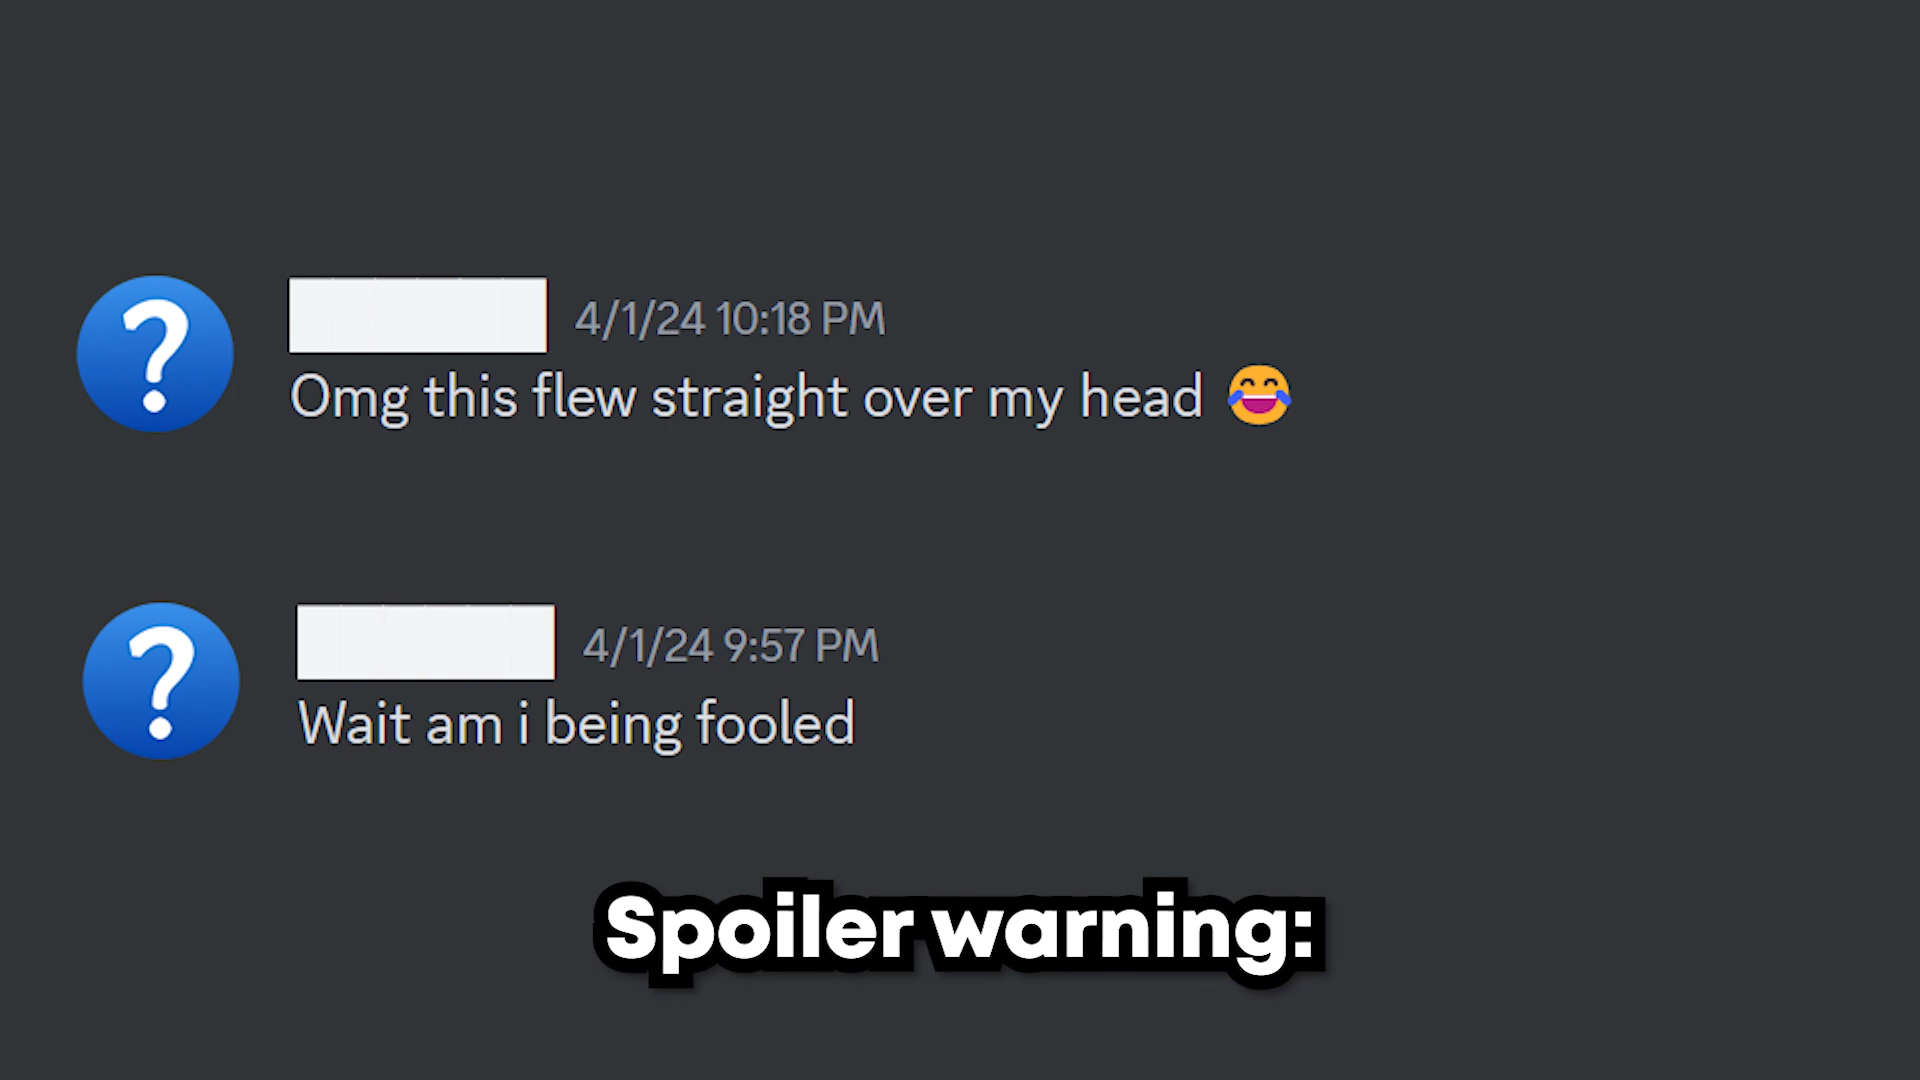 4/1/24 10:18 PM
Omg this flew straight over my head 😂
4/1/24 9:57 PM
Wait am i being fooled
Spoiler warning: